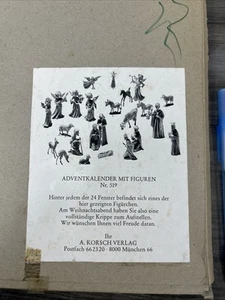 ADVENTKALENDER MIT FIGUREN
Nr. 519
Hinter jedem der 24 Fenster befindet sich eines der
hier gezeigten Figürchen.
Am Weihnachtsabend haben Sie also eine
vollständige Krippe zum Aufstellen.
Wir wünschen Ihnen viel Freude daran.
Ihr
A. KORSCH VERLAG
Postfach 66 23 20 · 8000 München 66